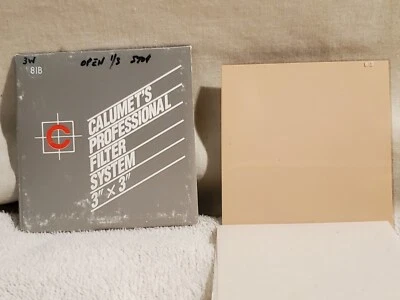 3W OPEN 1/3 STOP
81B
C
CALUMET'S
PROFESSIONAL
FILTER
SYSTEM
3" × 3"